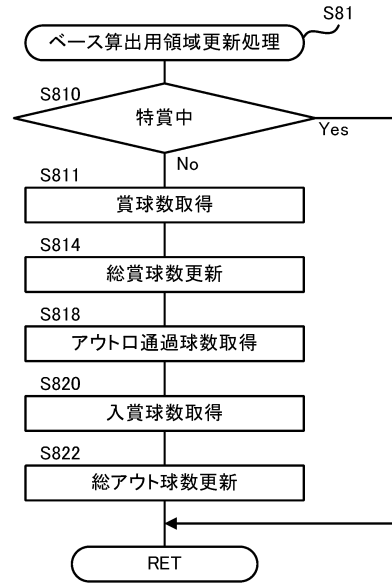 S81
ベース算出用領域更新処理
S810
特賞中
Yes
No
S811
賞球数取得
S814
総賞球数更新
S818
アウト口通過球数取得
S820
入賞球数取得
S822
総アウト球数更新
RET